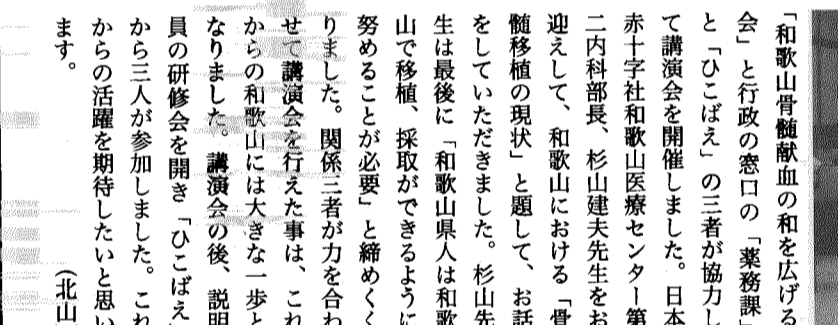 「和歌山骨髄献血の和を広げる
会」と行政の窓口の「薬務課」
と「ひこばえ」の三者が協力し
て講演会を開催しました。日本
赤十字社和歌山医療センター第
二内科部長、杉山建夫先生をお
迎えして、和歌山における「骨
髄移植の現状」と題して、お話
をしていただきました。杉山先
生は最後に「和歌山県人は和歌
山で移植、採取ができるように
努めることが必要」と締めくく
りました。関係三者が力を合わ
せて講演会を行えた事は、これ
からの和歌山には大きな一歩と
なりました。講演会の後、説明
員の研修会を開き「ひこばえ」
から三人が参加しました。これ
からの活躍を期待したいと思い
ます。
（北山